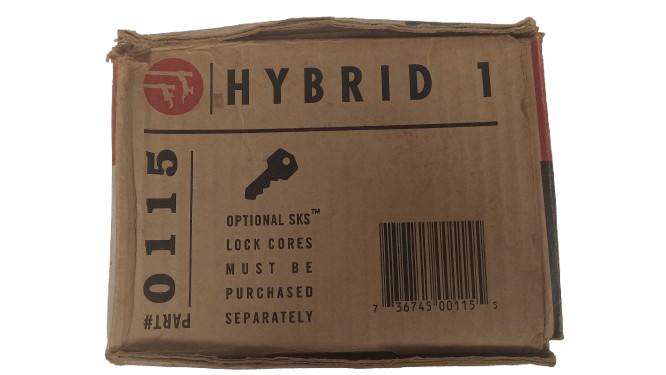 HYBRID 1
PART# 0115
OPTIONAL SKS™
LOCK CORES
MUST BE
PURCHASED
SEPARATELY
7 36745 00115 5